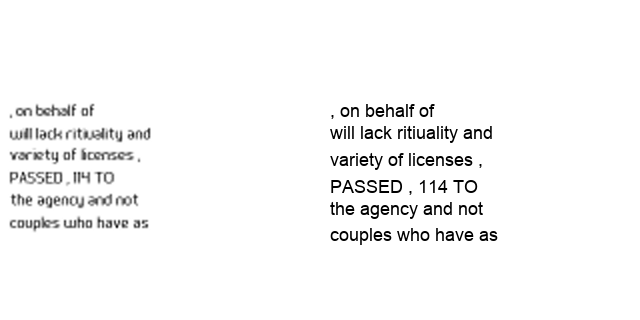 , on behalf of
will lack ritiuality and
variety of licenses ,
PASSED , 114 TO
the agency and not
couples who have as
, on behalf of
will lack ritiuality and
variety of licenses ,
PASSED , 114 TO
the agency and not
couples who have as